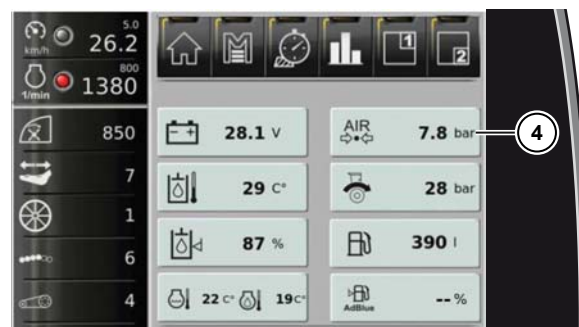 5.0
km/h 26.2
800
1/min 1380
850
7
1
6
4
1
2
28.1 V
AIR 7.8 bar
4
29 C°
28 bar
87 %
390 l
22 C° 19 C°
AdBlue --%